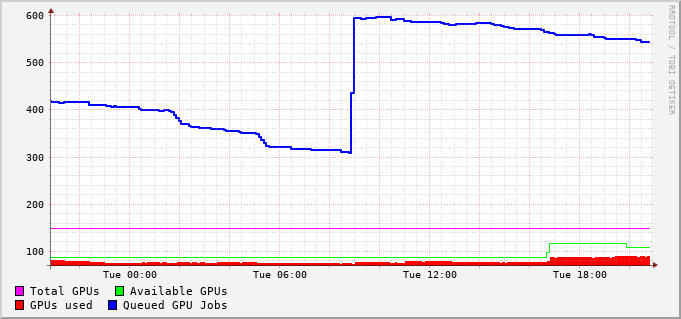 600
500
400
300
200
100
Tue 00:00 Tue 06:00 Tue 12:00 Tue 18:00
Total GPUs Available GPUs
GPUs used Queued GPU Jobs
RRDTOOL / TOBI OETIKER